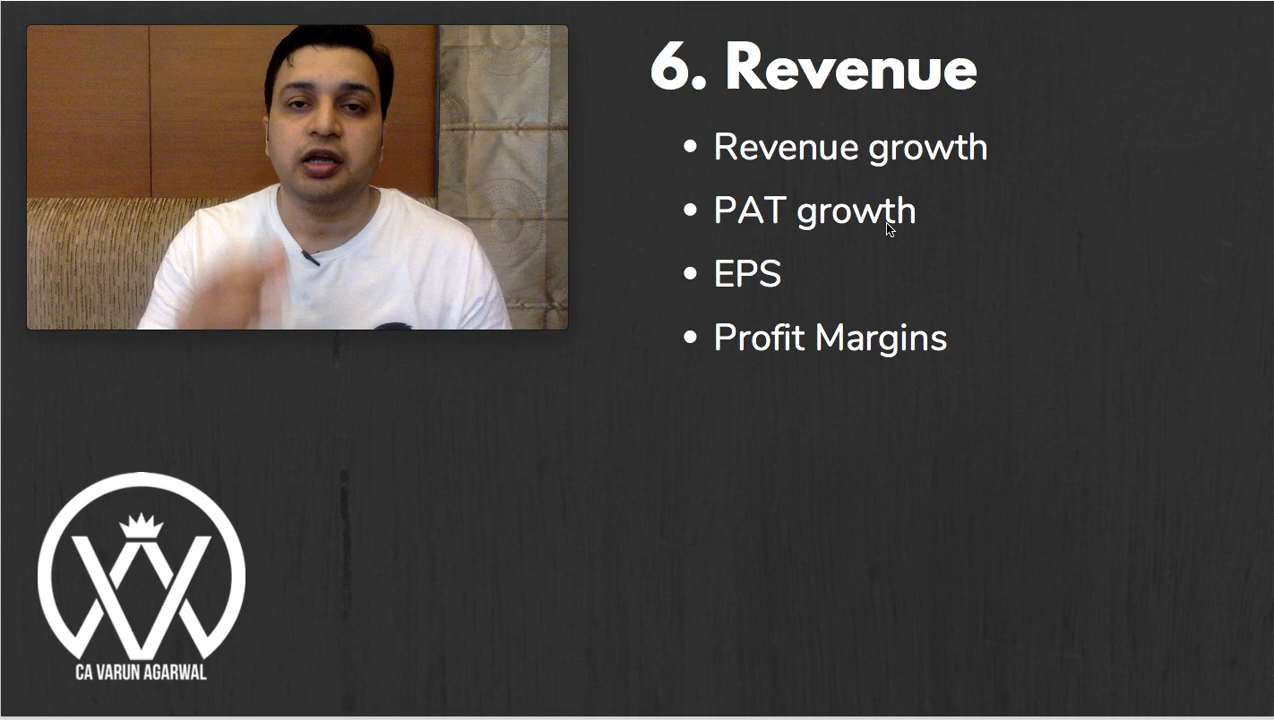 6. Revenue
• Revenue growth
• PAT growth
• EPS
• Profit Margins
CA VARUN AGARWAL